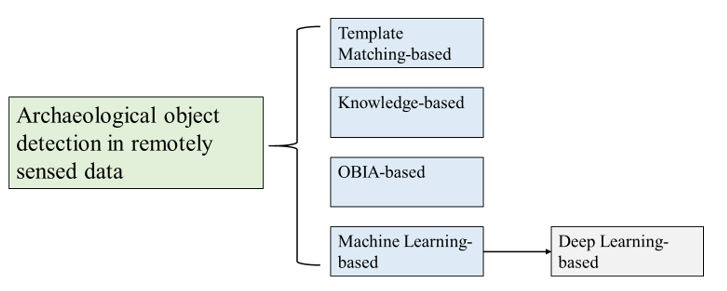 Archaeological object
detection in remotely
sensed data
Template
Matching-based
Knowledge-based
OBIA-based
Machine Learning-
based
Deep Learning-
based